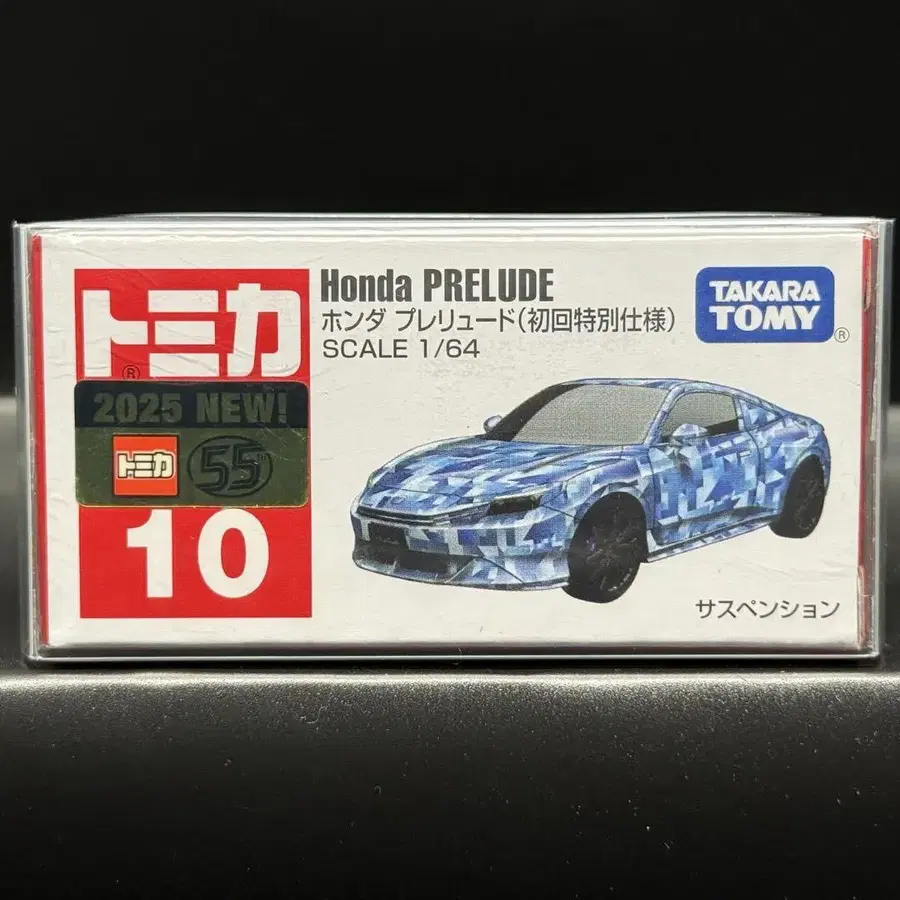 トミカ
®
2025 NEW!
トミカ 55th
10
Honda PRELUDE
ホンダ プレリュード(初回特別仕様)
SCALE 1/64
TAKARA
TOMY
®
サスペンション